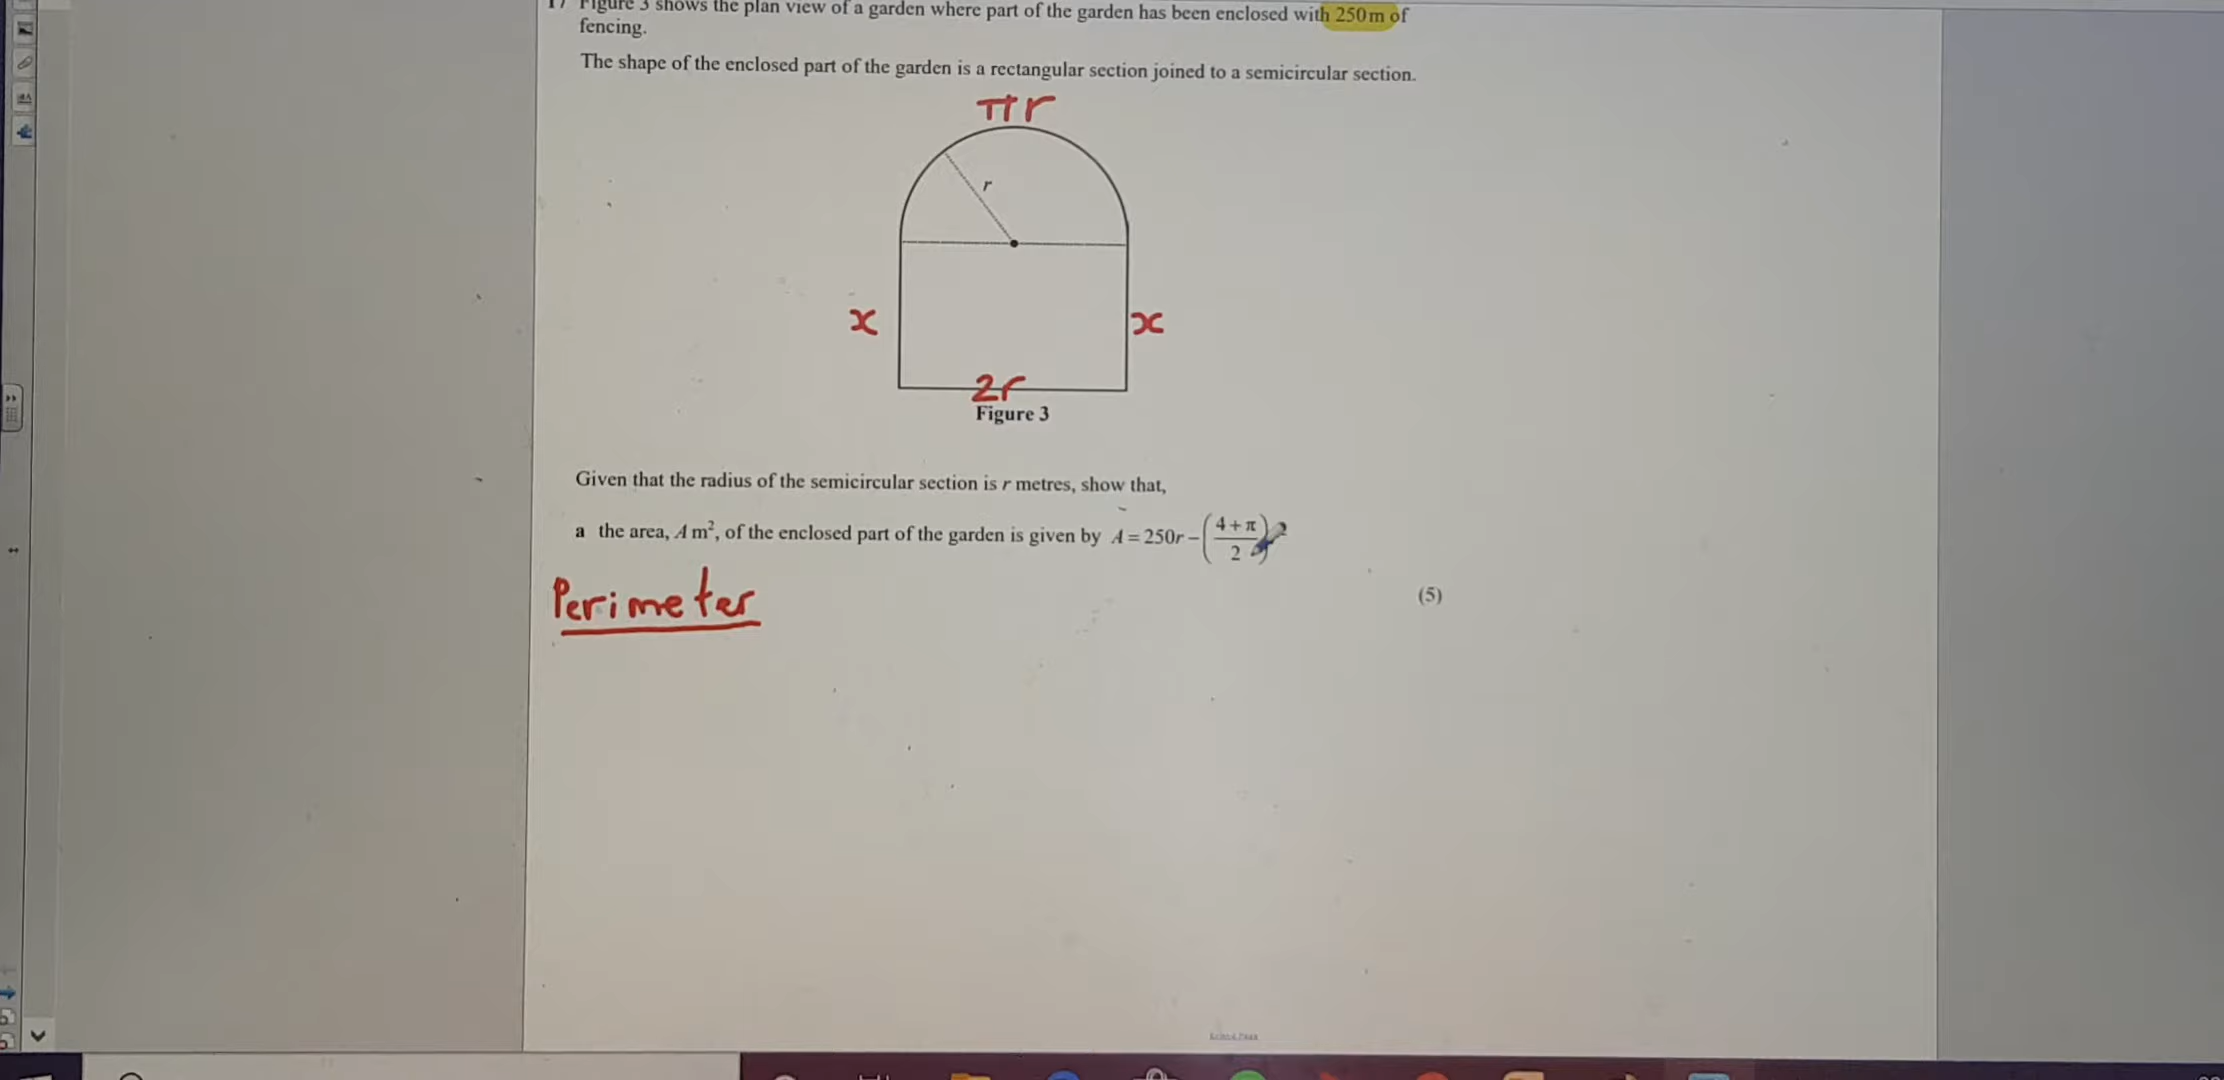 17 Figure 3 shows the plan view of a garden where part of the garden has been enclosed with 250 m of
fencing.
The shape of the enclosed part of the garden is a rectangular section joined to a semicircular section.
πr
r
x
x
2r
Figure 3
Given that the radius of the semicircular section is r metres, show that,
a the area, A m², of the enclosed part of the garden is given by A = 250r − (4 + π / 2) r²
Perimeter
(5)